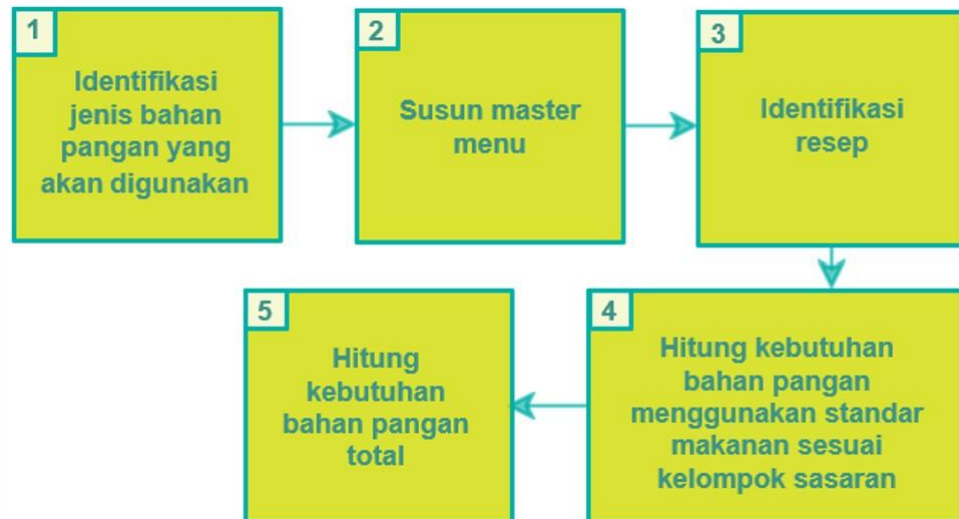 1
Identifikasi
jenis bahan
pangan yang
akan digunakan
2
Susun master
menu
3
Identifikasi
resep
4
Hitung kebutuhan
bahan pangan
menggunakan standar
makanan sesuai
kelompok sasaran
5
Hitung
kebutuhan
bahan pangan
total